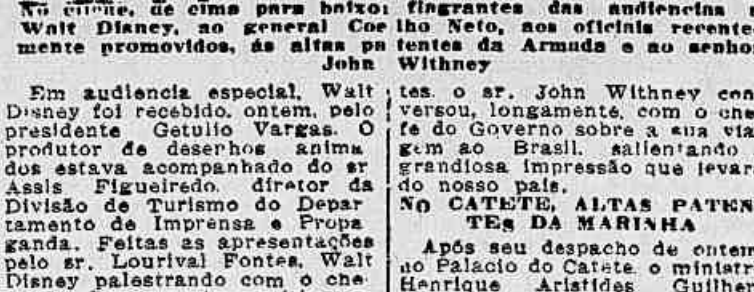 No cliché, de cima para baixo: flagrantes das audiencias a
Walt Disney, ao general Coelho Neto, aos oficiais recente-
mente promovidos, ás altas patentes da Armada e ao senhor
John Withney
Em audiencia especial, Walt
Disney foi recebido, ontem, pelo
presidente Getulio Vargas. O
produtor de desenhos anima
dos estava acompanhado do sr
Assis Figueiredo, diretor da
Divisão de Turismo do Depar
tamento de Imprensa e Propa
ganda. Feitas as apresentações
pelo sr. Lourival Fontes, Walt
Disney palestrando com o che-
tes, o sr. John Withney con
versou, longamente, com o che
fe do Governo sobre a sua via
gem ao Brasil, salientando
grandiosa impressão que levar
do nosso país.
No CATETE, ALTAS PATEN
TEs DA MARINHA
Após seu despacho de ontem
no Palacio do Catete, o ministr
Henrique Aristides Guilhe